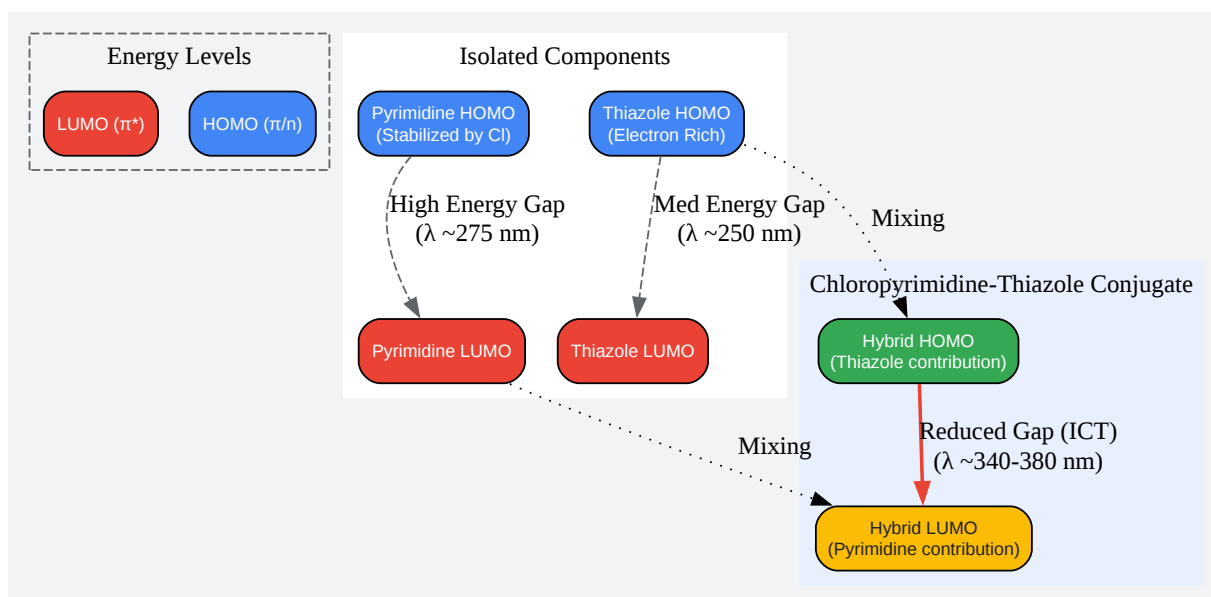 Energy Levels
LUMO (π*)
HOMO (π/n)
Isolated Components
Pyrimidine HOMO
(Stabilized by Cl)
Thiazole HOMO
(Electron Rich)
High Energy Gap
(λ ~275 nm)
Med Energy Gap
(λ ~250 nm)
Mixing
Pyrimidine LUMO
Thiazole LUMO
Chloropyrimidine-Thiazole Conjugate
Hybrid HOMO
(Thiazole contribution)
Mixing
Reduced Gap (ICT)
(λ ~340-380 nm)
Hybrid LUMO
(Pyrimidine contribution)